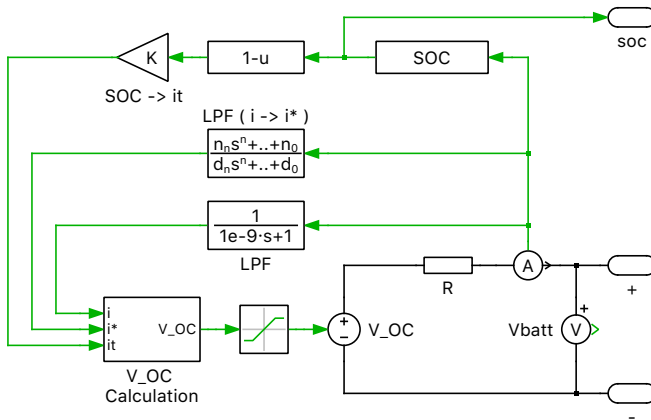 soc
K
1-u
SOC
SOC -> it
LPF ( i -> i* )
nₙsⁿ+..+n₀
dₙsⁿ+..+d₀
1
1e-9·s+1
LPF
A
R
+
i
i*
it
V_OC
V_OC
Calculation
+
−
V_OC
Vbatt
+
V
-